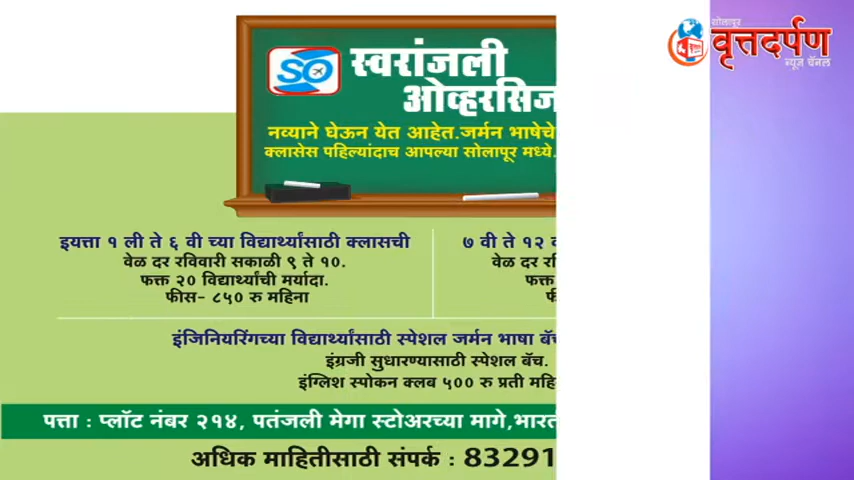 सोलापूर
वृत्तदर्पण
न्यूज चॅनल
SO
स्वरांजली
ओव्हरसिज
नव्याने घेऊन येत आहेत.जर्मन भाषेचे
क्लासेस पहिल्यांदाच आपल्या सोलापूर मध्ये.
इयत्ता १ ली ते ६ वी च्या विद्यार्थ्यांसाठी क्लासची
वेळ दर रविवारी सकाळी ९ ते १०.
फक्त २० विद्यार्थ्यांची मर्यादा.
फीस- ८५० रु महिना
७ वी ते १२
वेळ दर
फक्त
इंजिनियरिंगच्या विद्यार्थ्यांसाठी स्पेशल जर्मन भाषा बॅच
इंग्रजी सुधारण्यासाठी स्पेशल बॅच.
इंग्लिश स्पोकन क्लब ५०० रु प्रती महि
पत्ता : प्लॉट नंबर २१४, पतंजली मेगा स्टोअरच्या मागे,भारत
अधिक माहितीसाठी संपर्क : 83291